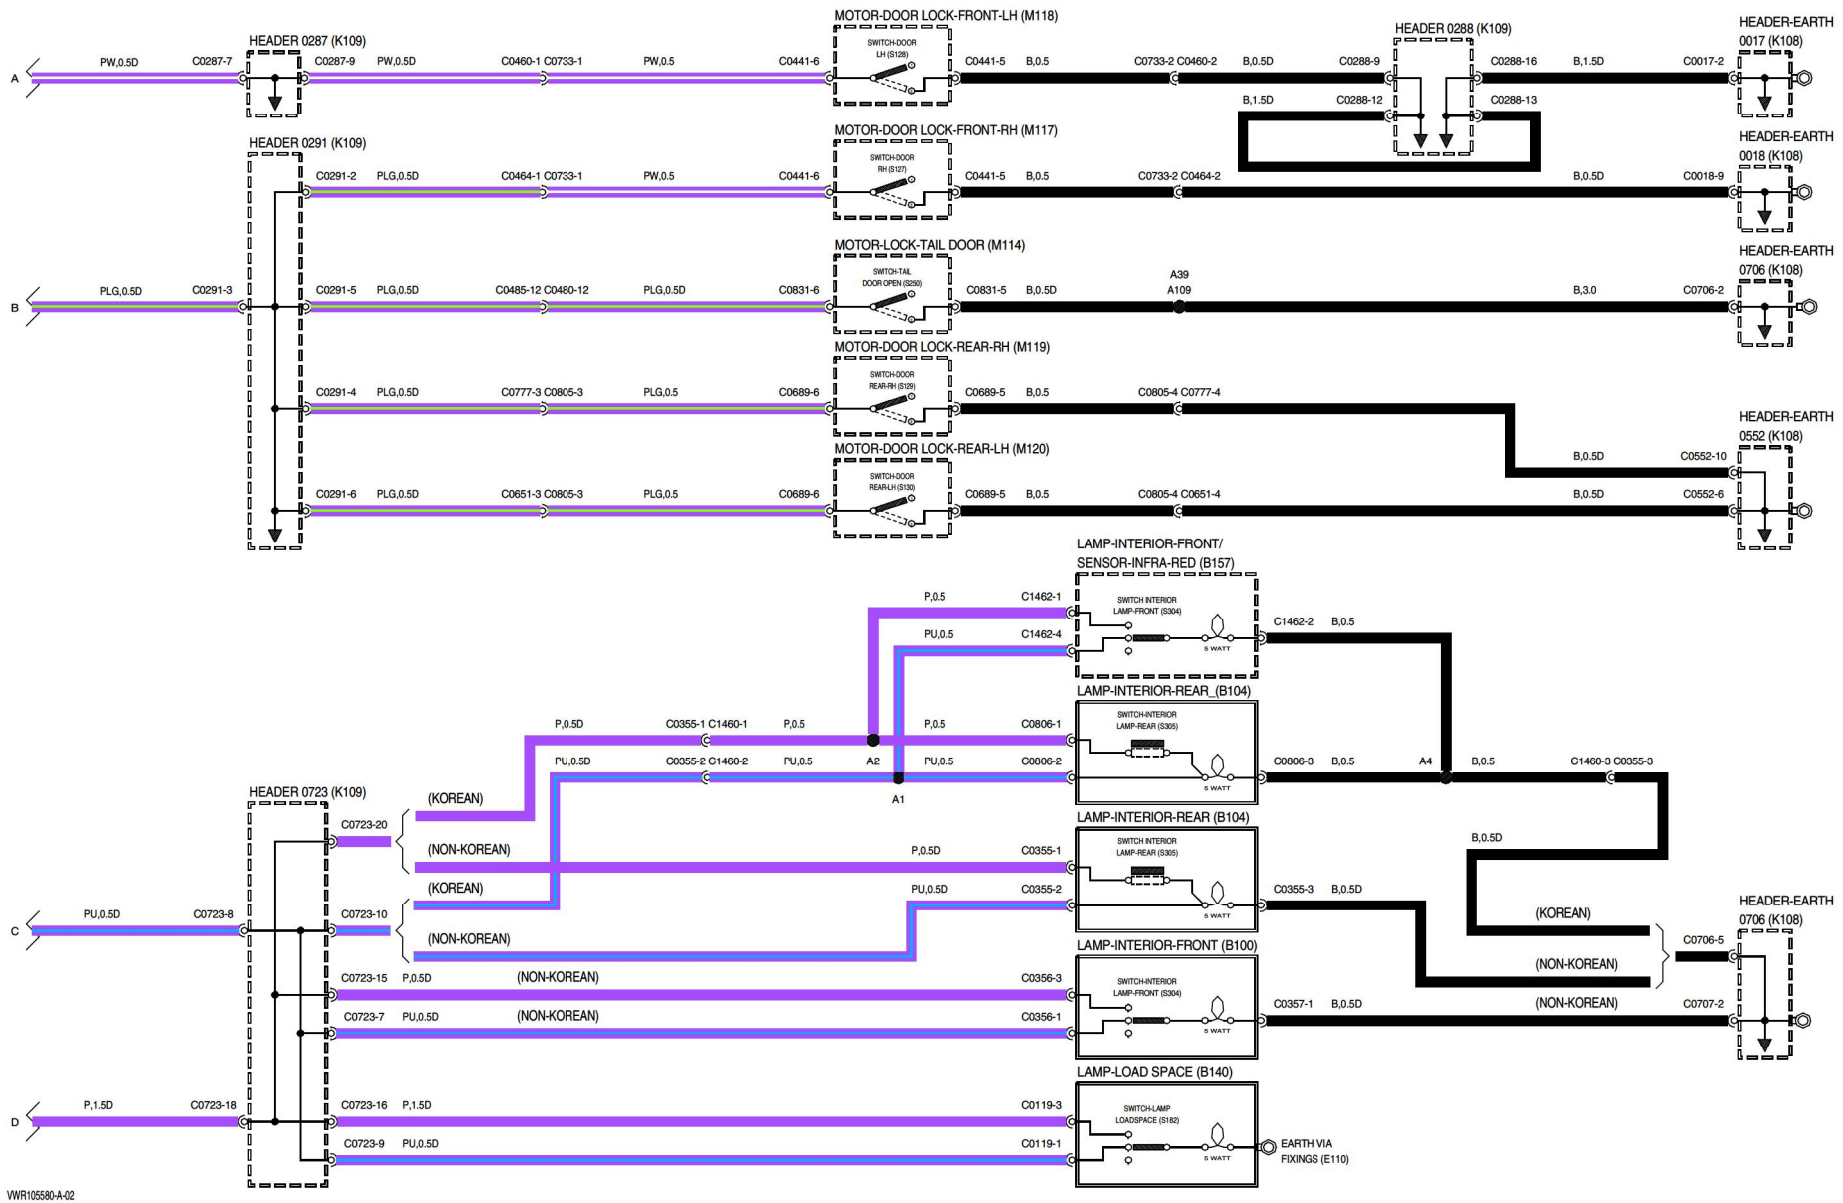 MOTOR-DOOR LOCK-FRONT-LH (M118)
HEADER 0287 (K109)
HEADER 0288 (K109)
HEADER-EARTH
0017 (K108)
SWITCH-DOOR
LH (S128)
A
PW,0.5D
C0287-7
C0287-9
PW,0.5D
C0460-1 C0733-1
PW,0.5
C0441-6
C0441-5
B,0.5
C0733-2 C0460-2
B,0.5D
C0288-9
C0288-16
B,1.5D
C0017-2
B,1.5D
C0288-12
C0288-13
HEADER 0291 (K109)
MOTOR-DOOR LOCK-FRONT-RH (M117)
HEADER-EARTH
0018 (K108)
SWITCH-DOOR
RH (S127)
C0291-2
PLG,0.5D
C0464-1 C0733-1
PW,0.5
C0441-6
C0441-5
B,0.5
C0733-2 C0464-2
B,0.5D
C0018-9
MOTOR-LOCK-TAIL DOOR (M114)
HEADER-EARTH
0706 (K108)
SWITCH-TAIL
DOOR OPEN (S250)
A39
A109
B
PLG,0.5D
C0291-3
C0291-5
PLG,0.5D
C0485-12 C0480-12
PLG,0.5D
C0831-6
C0831-5
B,0.5D
B,3.0
C0706-2
MOTOR-DOOR LOCK-REAR-RH (M119)
SWITCH-DOOR
REAR-RH (S129)
C0291-4
PLG,0.5D
C0777-3 C0805-3
PLG,0.5
C0689-6
C0689-5
B,0.5
C0805-4 C0777-4
HEADER-EARTH
0552 (K108)
B,0.5D
C0552-10
MOTOR-DOOR LOCK-REAR-LH (M120)
SWITCH-DOOR
REAR-LH (S130)
C0291-6
PLG,0.5D
C0651-3 C0805-3
PLG,0.5
C0689-6
C0689-5
B,0.5
C0805-4 C0651-4
B,0.5D
C0552-6
LAMP-INTERIOR-FRONT/
SENSOR-INFRA-RED (B157)
SWITCH INTERIOR
LAMP-FRONT (S304)
P,0.5
C1462-1
PU,0.5
C1462-4
5 WATT
C1462-2
B,0.5
LAMP-INTERIOR-REAR_(B104)
SWITCH-INTERIOR
LAMP-REAR (S305)
P,0.5D
C0355-1 C1460-1
P,0.5
P,0.5
C0806-1
PU,0.5D
C0355-2 C1460-2
PU,0.5
A2
PU,0.5
C0806-2
5 WATT
C0806-3
B,0.5
A4
B,0.5
C1460-3 C0355-3
A1
HEADER 0723 (K109)
(KOREAN)
C0723-20
(NON-KOREAN)
LAMP-INTERIOR-REAR (B104)
SWITCH INTERIOR
LAMP-REAR (S305)
P,0.5D
C0355-1
B,0.5D
(KOREAN)
PU,0.5D
C0355-2
5 WATT
C0355-3
B,0.5D
C
PU,0.5D
C0723-8
C0723-10
(NON-KOREAN)
(KOREAN)
HEADER-EARTH
0706 (K108)
C0706-5
(NON-KOREAN)
LAMP-INTERIOR-FRONT (B100)
SWITCH-INTERIOR
LAMP-FRONT (S304)
C0723-15
P,0.5D
(NON-KOREAN)
C0356-3
C0723-7
PU,0.5D
(NON-KOREAN)
C0356-1
5 WATT
C0357-1
B,0.5D
(NON-KOREAN)
C0707-2
LAMP-LOAD SPACE (B140)
SWITCH-LAMP
LOADSPACE (S182)
D
P,1.5D
C0723-18
C0723-16
P,1.5D
C0119-3
C0723-9
PU,0.5D
C0119-1
5 WATT
EARTH VIA
FIXINGS (E110)
VWR105580-A-02